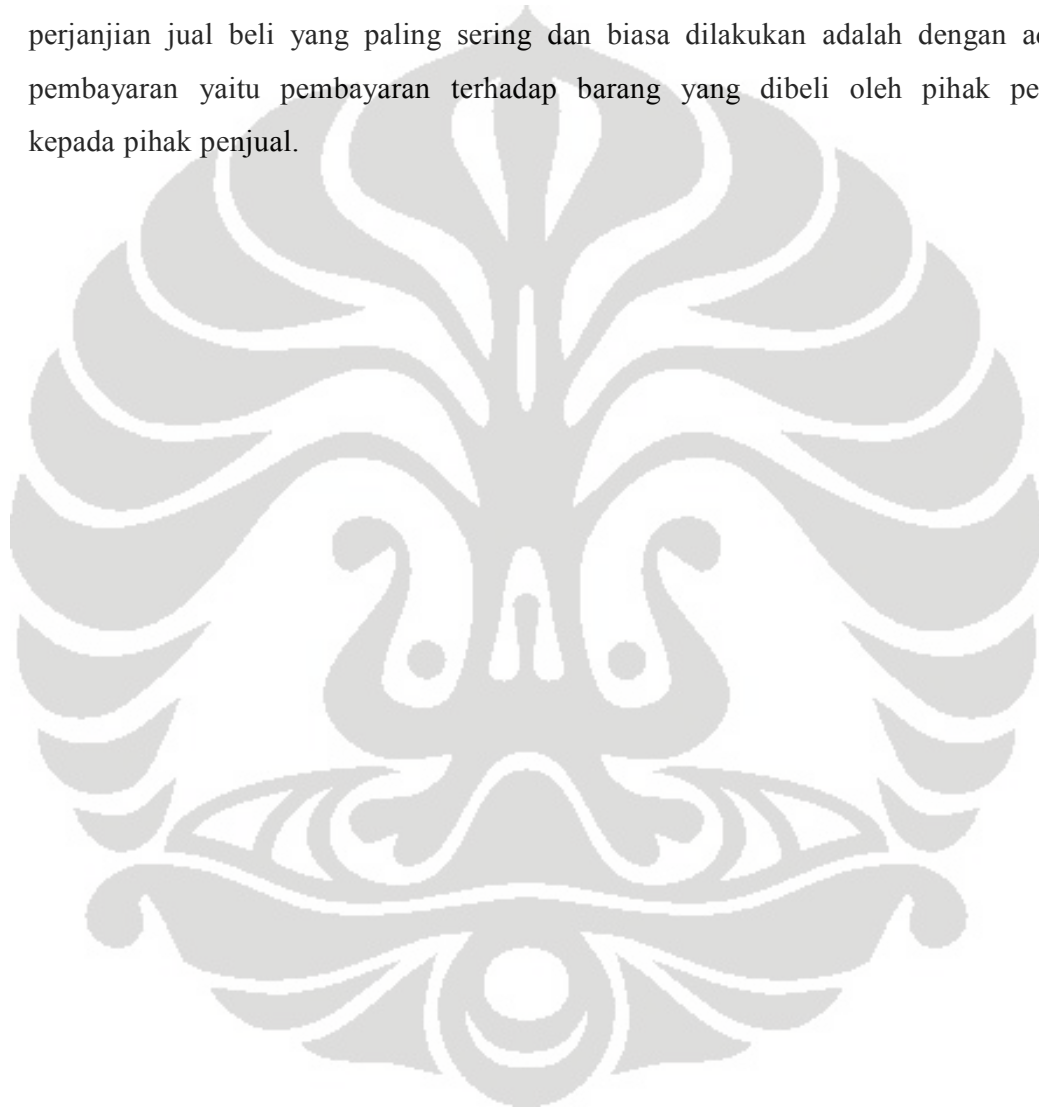 perjanjian jual beli yang paling sering dan biasa dilakukan adalah dengan
pembayaran yaitu pembayaran terhadap barang yang dibeli oleh pihak
kepada pihak penjual.